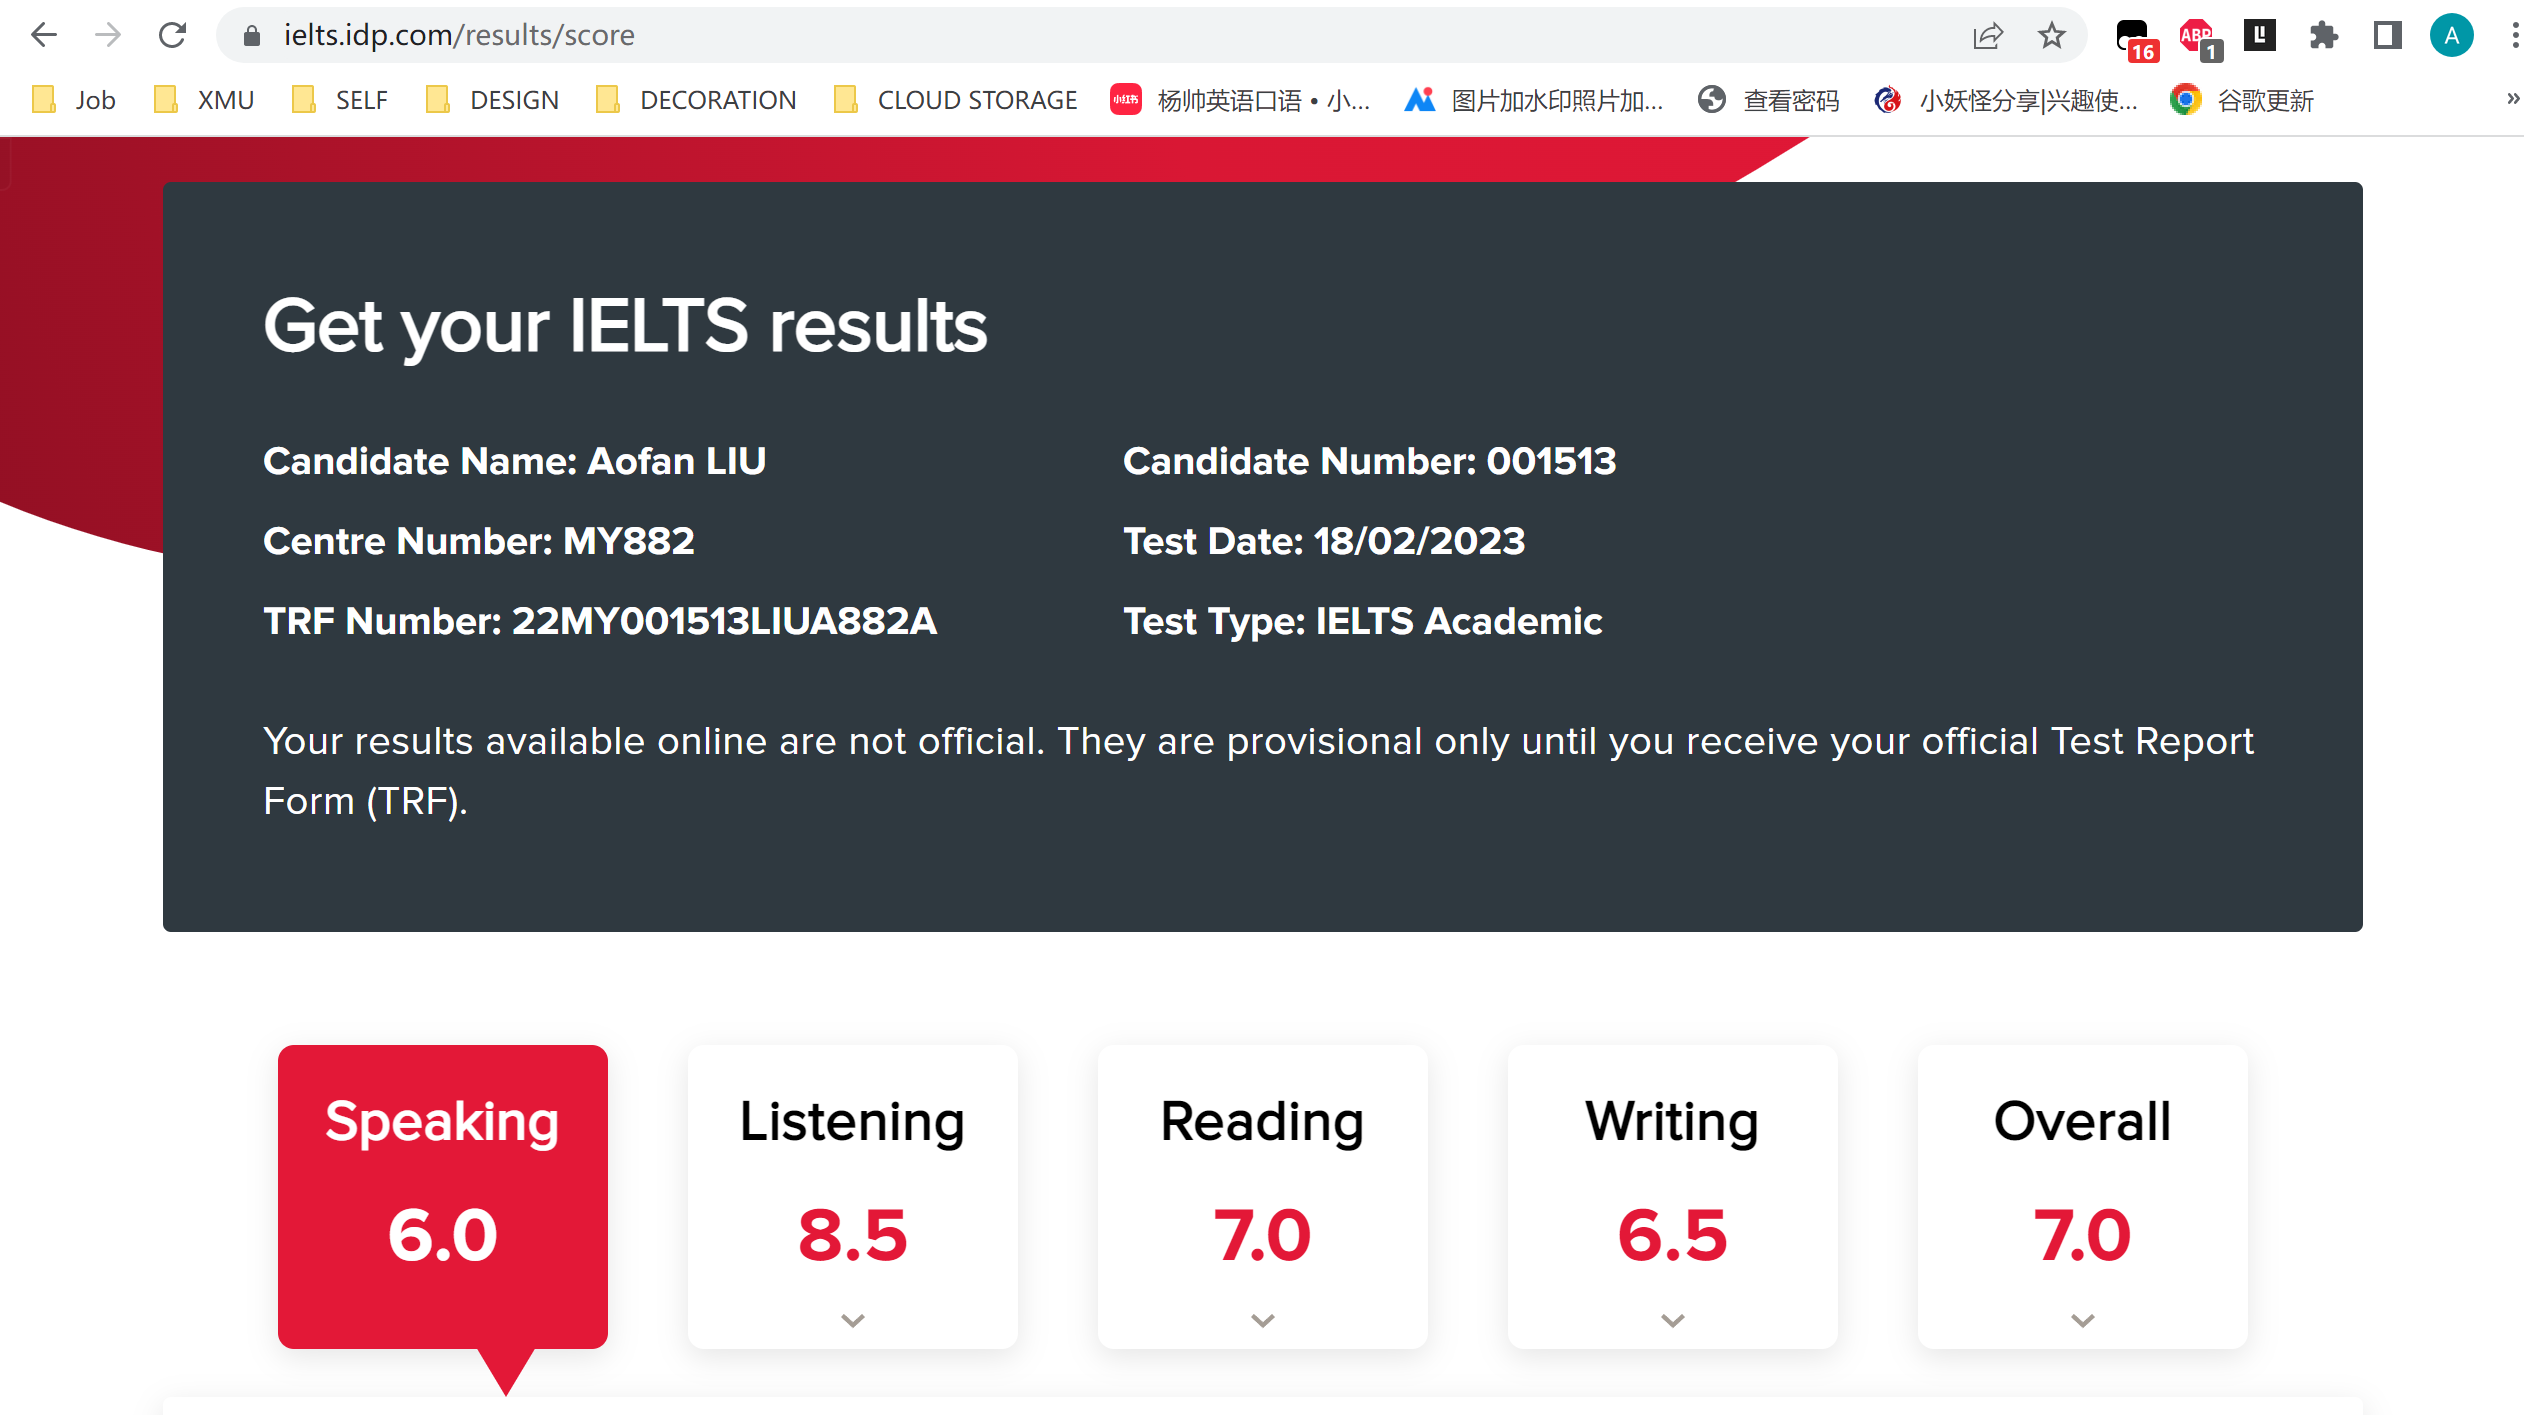 ielts.idp.com/results/score
16
ABP
1
A
Job
XMU
SELF
DESIGN
DECORATION
CLOUD STORAGE
小红书
杨帅英语口语 • 小...
图片加水印照片加...
查看密码
小妖怪分享|兴趣使...
谷歌更新
»
Get your IELTS results
Candidate Name: Aofan LIU
Candidate Number: 001513
Centre Number: MY882
Test Date: 18/02/2023
TRF Number: 22MY001513LIUA882A
Test Type: IELTS Academic
Your results available online are not official. They are provisional only until you receive your official Test Report
Form (TRF).
Speaking
6.0
Listening
8.5
Reading
7.0
Writing
6.5
Overall
7.0